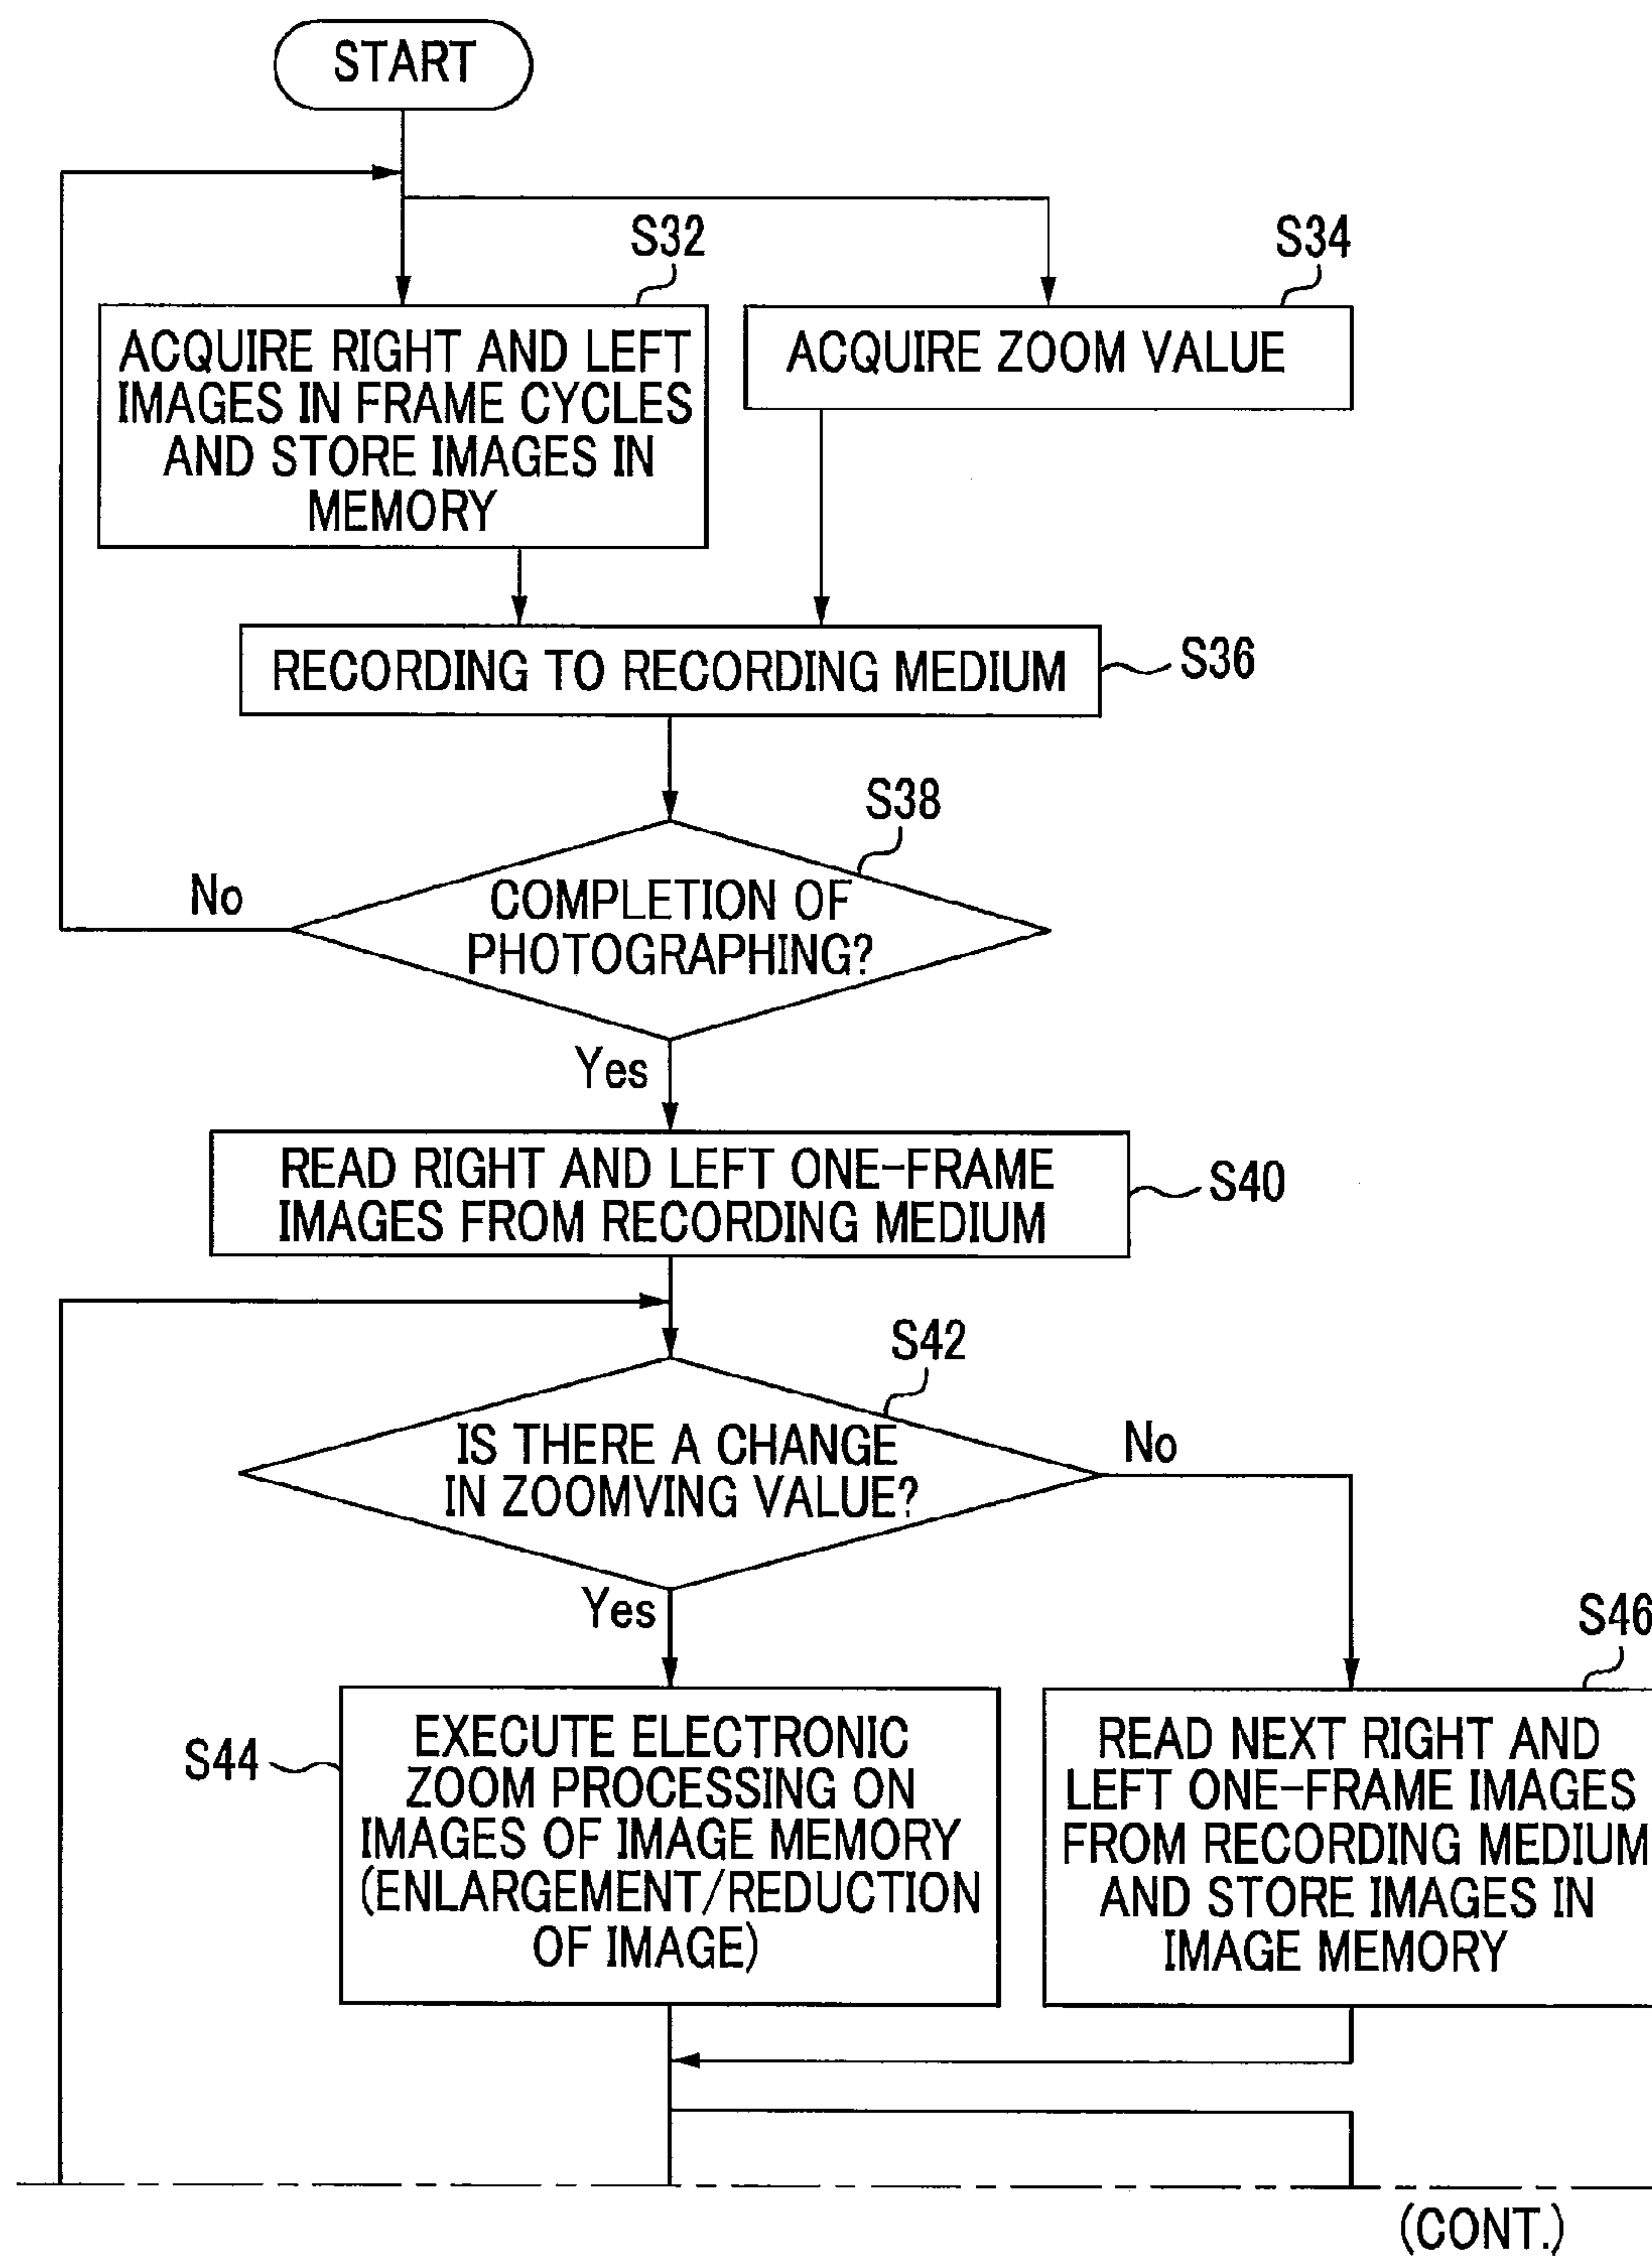 START
S32
S34
ACQUIRE RIGHT AND LEFT
IMAGES IN FRAME CYCLES
AND STORE IMAGES IN
MEMORY
ACQUIRE ZOOM VALUE
RECORDING TO RECORDING MEDIUM
S36
S38
No
COMPLETION OF
PHOTOGRAPHING?
Yes
READ RIGHT AND LEFT ONE-FRAME
IMAGES FROM RECORDING MEDIUM
S40
S42
IS THERE A CHANGE
IN ZOOMVING VALUE?
No
Yes
S46
S44
EXECUTE ELECTRONIC
ZOOM PROCESSING ON
IMAGES OF IMAGE MEMORY
(ENLARGEMENT/REDUCTION
OF IMAGE)
READ NEXT RIGHT AND
LEFT ONE-FRAME IMAGES
FROM RECORDING MEDIUM
AND STORE IMAGES IN
IMAGE MEMORY
(CONT.)